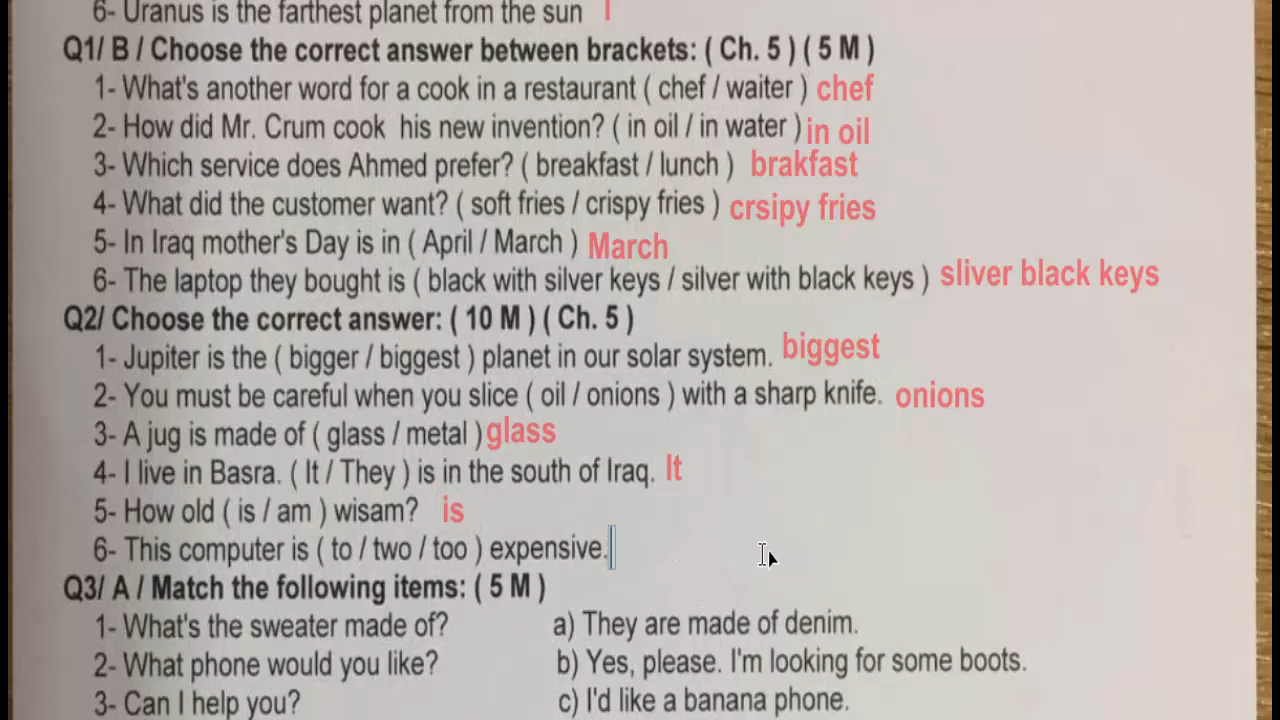 6- Uranus is the farthest planet from the sun
Q1/ B / Choose the correct answer between brackets: ( Ch. 5 ) ( 5 M )
1- What's another word for a cook in a restaurant ( chef / waiter ) chef
2- How did Mr. Crum cook his new invention? ( in oil / in water ) in oil
3- Which service does Ahmed prefer? ( breakfast / lunch ) brakfast
4- What did the customer want? ( soft fries / crispy fries ) crsipy fries
5- In Iraq mother's Day is in ( April / March ) March
6- The laptop they bought is ( black with silver keys / silver with black keys ) sliver black keys
Q2/ Choose the correct answer: ( 10 M ) ( Ch. 5 )
1- Jupiter is the ( bigger / biggest ) planet in our solar system. biggest
2- You must be careful when you slice ( oil / onions ) with a sharp knife. onions
3- A jug is made of ( glass / metal ) glass
4- I live in Basra. ( It / They ) is in the south of Iraq. It
5- How old ( is / am ) wisam? is
6- This computer is ( to / two / too ) expensive.
Q3/ A / Match the following items: ( 5 M )
1- What's the sweater made of? a) They are made of denim.
2- What phone would you like? b) Yes, please. I'm looking for some boots.
3- Can I help you? c) I'd like a banana phone.